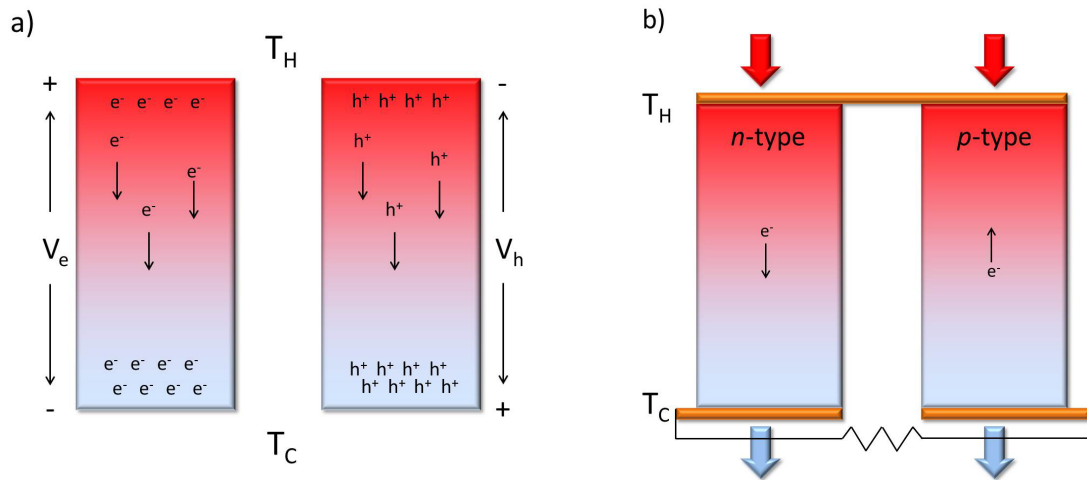 a)
T_H
+
-
e⁻ e⁻ e⁻ e⁻
h⁺ h⁺ h⁺ h⁺
e⁻
h⁺
h⁺
e⁻
e⁻
h⁺
V_e
V_h
e⁻ e⁻ e⁻ e⁻
e⁻ e⁻ e⁻ e⁻
h⁺ h⁺ h⁺ h⁺
h⁺ h⁺ h⁺ h⁺
-
+
T_C
b)
T_H
n-type
p-type
e⁻
e⁻
T_C